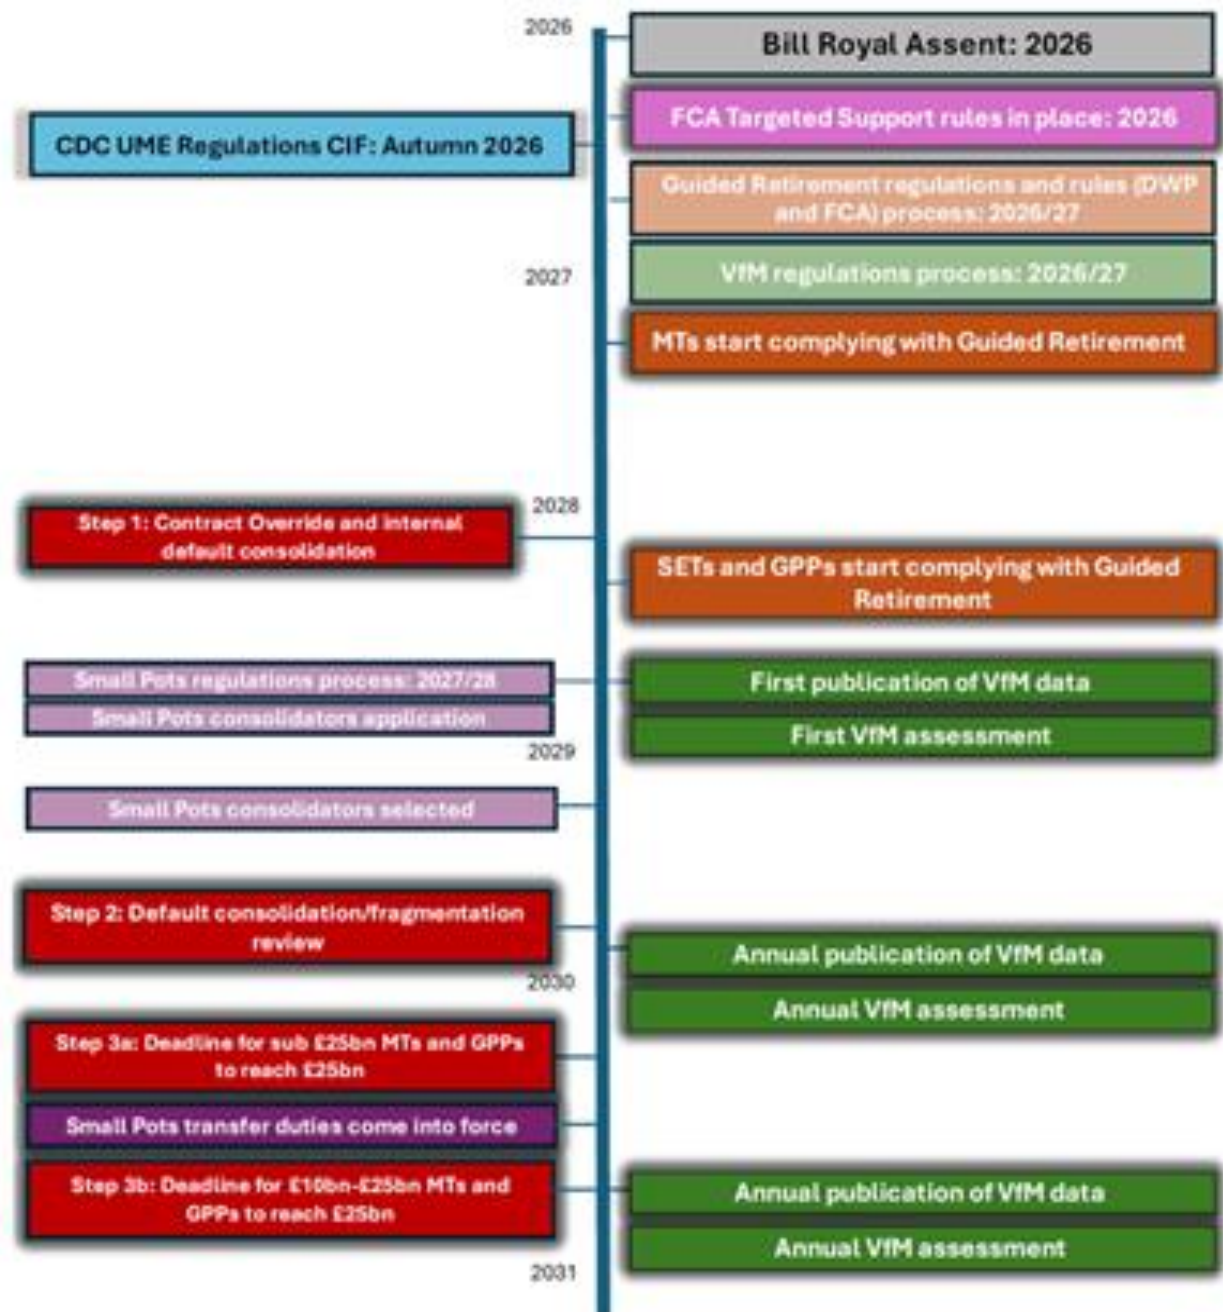 2026
Bill Royal Assent: 2026
FCA Targeted Support rules in place: 2026
CDC UME Regulations CIF: Autumn 2026
Guided Retirement regulations and rules (DWP
and FCA) process: 2026/27
VfM regulations process: 2026/27
2027
MTs start complying with Guided Retirement
2028
Step 1: Contract Override and internal
default consolidation
SETs and GPPs start complying with Guided
Retirement
Small Pots regulations process: 2027/28
First publication of VfM data
Small Pots consolidators application
First VfM assessment
2029
Small Pots consolidators selected
Step 2: Default consolidation/fragmentation
review
Annual publication of VfM data
2030
Annual VfM assessment
Step 3a: Deadline for sub £25bn MTs and GPPs
to reach £25bn
Small Pots transfer duties come into force
Step 3b: Deadline for £10bn-£25bn MTs and
GPPs to reach £25bn
Annual publication of VfM data
Annual VfM assessment
2031